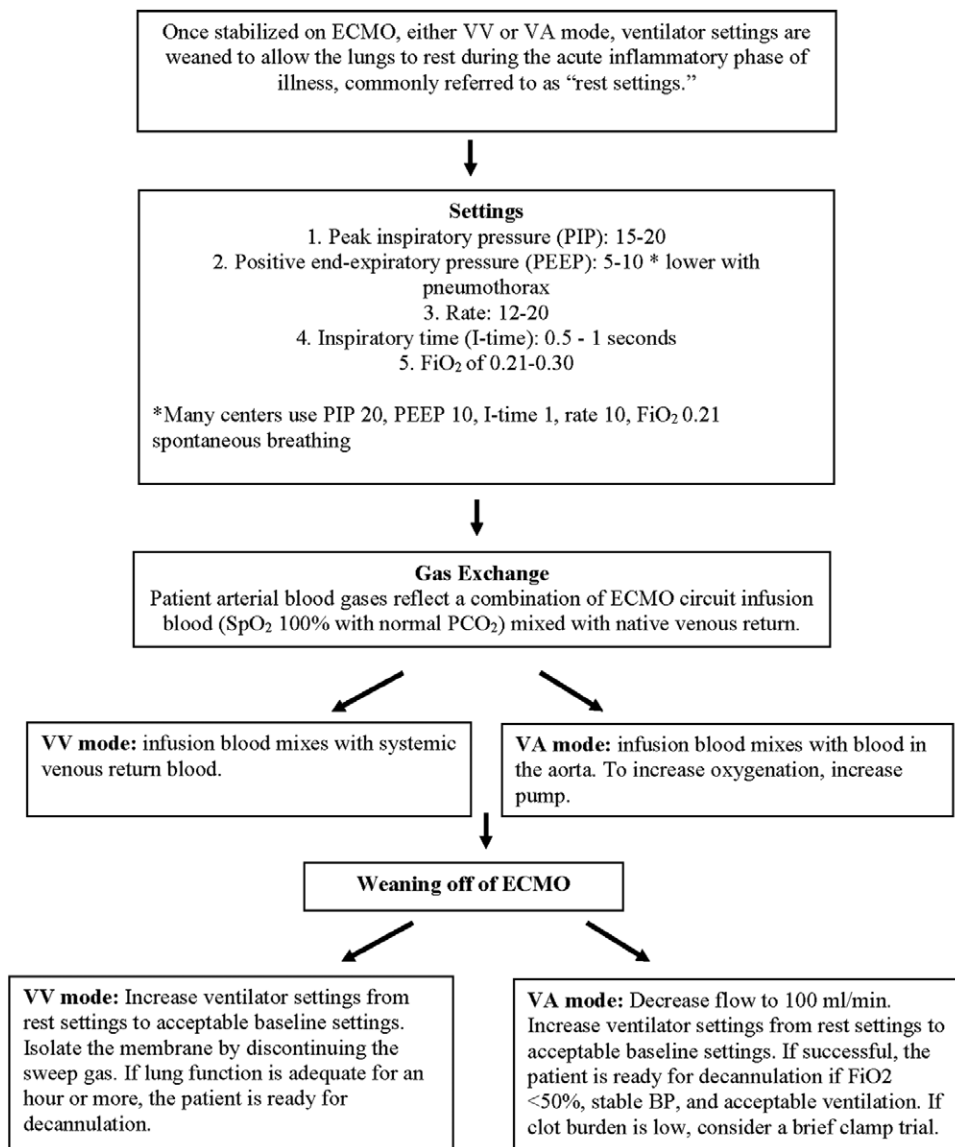 Once stabilized on ECMO, either VV or VA mode, ventilator settings are
weaned to allow the lungs to rest during the acute inflammatory phase of
illness, commonly referred to as “rest settings.”
Settings
1. Peak inspiratory pressure (PIP): 15-20
2. Positive end-expiratory pressure (PEEP): 5-10 * lower with
pneumothorax
3. Rate: 12-20
4. Inspiratory time (I-time): 0.5 - 1 seconds
5. FiO₂ of 0.21-0.30
*Many centers use PIP 20, PEEP 10, I-time 1, rate 10, FiO₂ 0.21
spontaneous breathing
Gas Exchange
Patient arterial blood gases reflect a combination of ECMO circuit infusion
blood (SpO₂ 100% with normal PCO₂) mixed with native venous return.
VV mode: infusion blood mixes with systemic
venous return blood.
VA mode: infusion blood mixes with blood in
the aorta. To increase oxygenation, increase
pump.
Weaning off of ECMO
VV mode: Increase ventilator settings from
rest settings to acceptable baseline settings.
Isolate the membrane by discontinuing the
sweep gas. If lung function is adequate for an
hour or more, the patient is ready for
decannulation.
VA mode: Decrease flow to 100 ml/min.
Increase ventilator settings from rest settings to
acceptable baseline settings. If successful, the
patient is ready for decannulation if FiO2
<50%, stable BP, and acceptable ventilation. If
clot burden is low, consider a brief clamp trial.